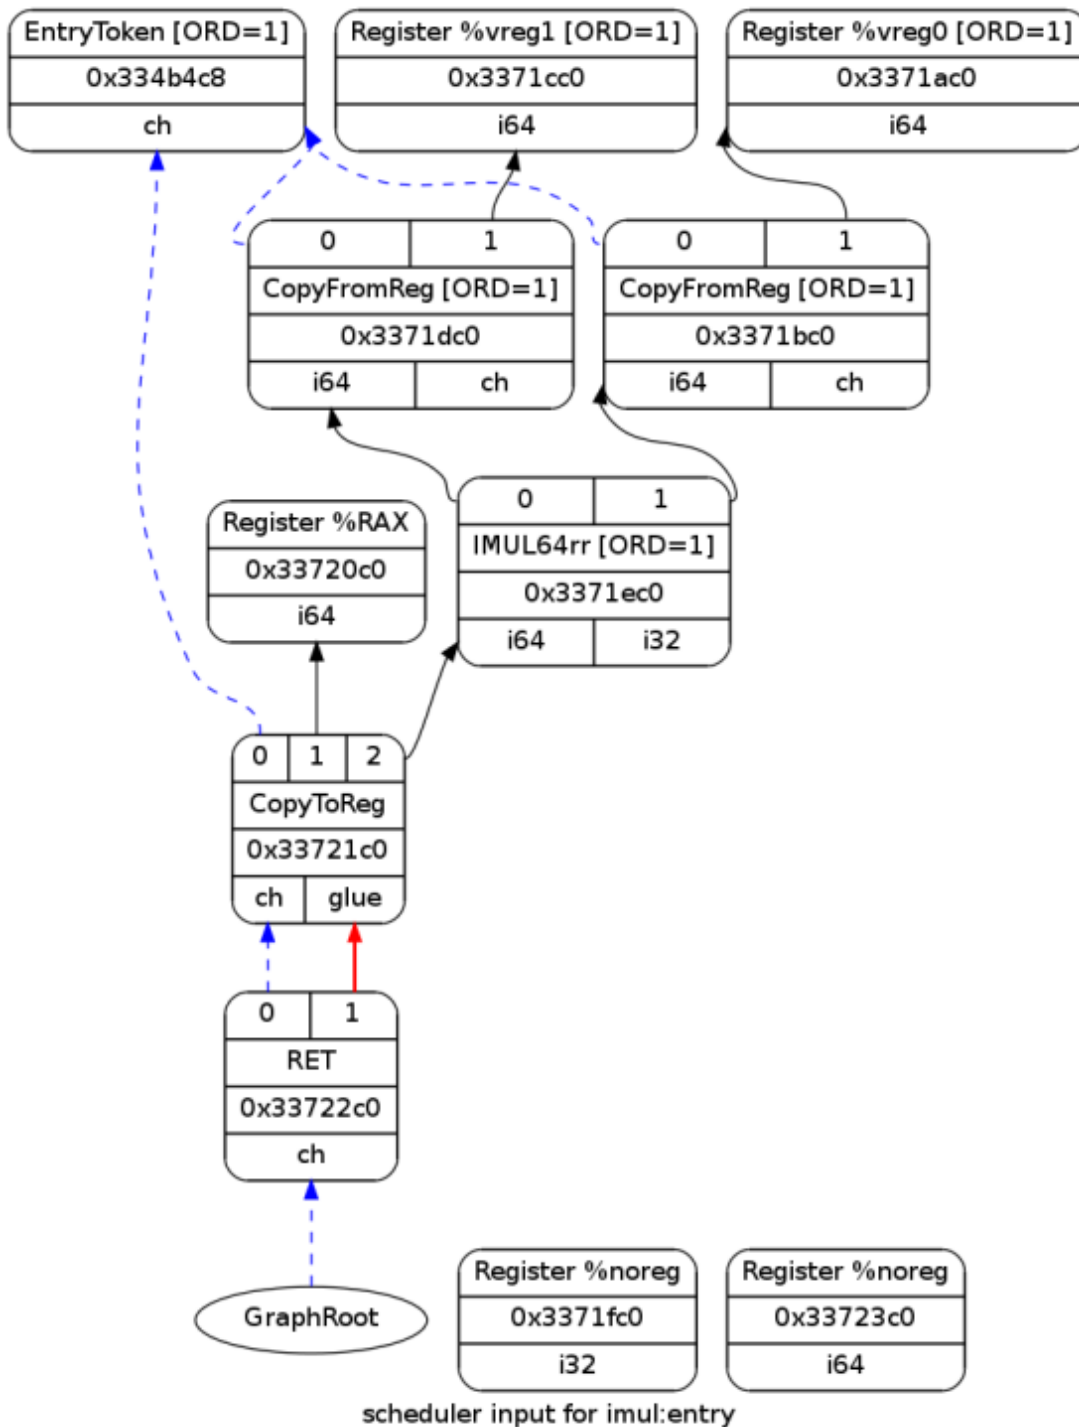 EntryToken [ORD=1]
0x334b4c8
ch
Register %vreg1 [ORD=1]
0x3371cc0
i64
Register %vreg0 [ORD=1]
0x3371ac0
i64
0 1
CopyFromReg [ORD=1]
0x3371dc0
i64 ch
0 1
CopyFromReg [ORD=1]
0x3371bc0
i64 ch
Register %RAX
0x33720c0
i64
0 1
IMUL64rr [ORD=1]
0x3371ec0
i64 i32
0 1 2
CopyToReg
0x33721c0
ch glue
0 1
RET
0x33722c0
ch
GraphRoot
Register %noreg
0x3371fc0
i32
Register %noreg
0x33723c0
i64
scheduler input for imul:entry